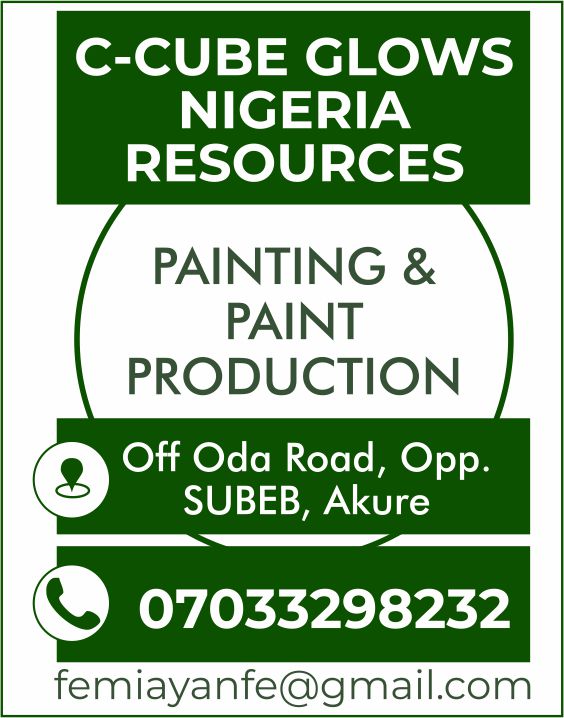 C-CUBE GLOWS
NIGERIA
RESOURCES
PAINTING &
PAINT
PRODUCTION
Off Oda Road, Opp.
SUBEB, Akure
07033298232
femiayanfe@gmail.com